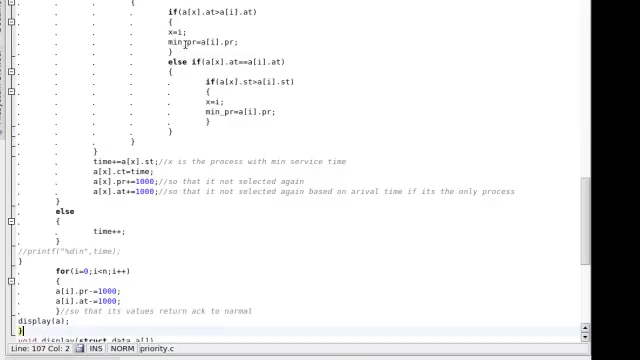 {
if(a[x].at>a[i].at)
{
x=i;
min_pr=a[i].pr;
}
else if(a[x].at==a[i].at)
{
if(a[x].st>a[i].st)
{
x=i;
min_pr=a[i].pr;
}
}
}
}
time+=a[x].st;//x is the process with min service time
a[x].ct=time;
a[x].pr+=1000;//so that it not selected again
a[x].at+=1000;//so that it not selected again based on arival time if its the only process
}
else
{
time++;
}
//printf("%d\n",time);
}
for(i=0;i<n;i++)
{
a[i].pr-=1000;
a[i].at-=1000;
}//so that its values return ack to normal
display(a);
}
void display(struct data a[])
Line: 107 Col: 2 INS NORM priority.c